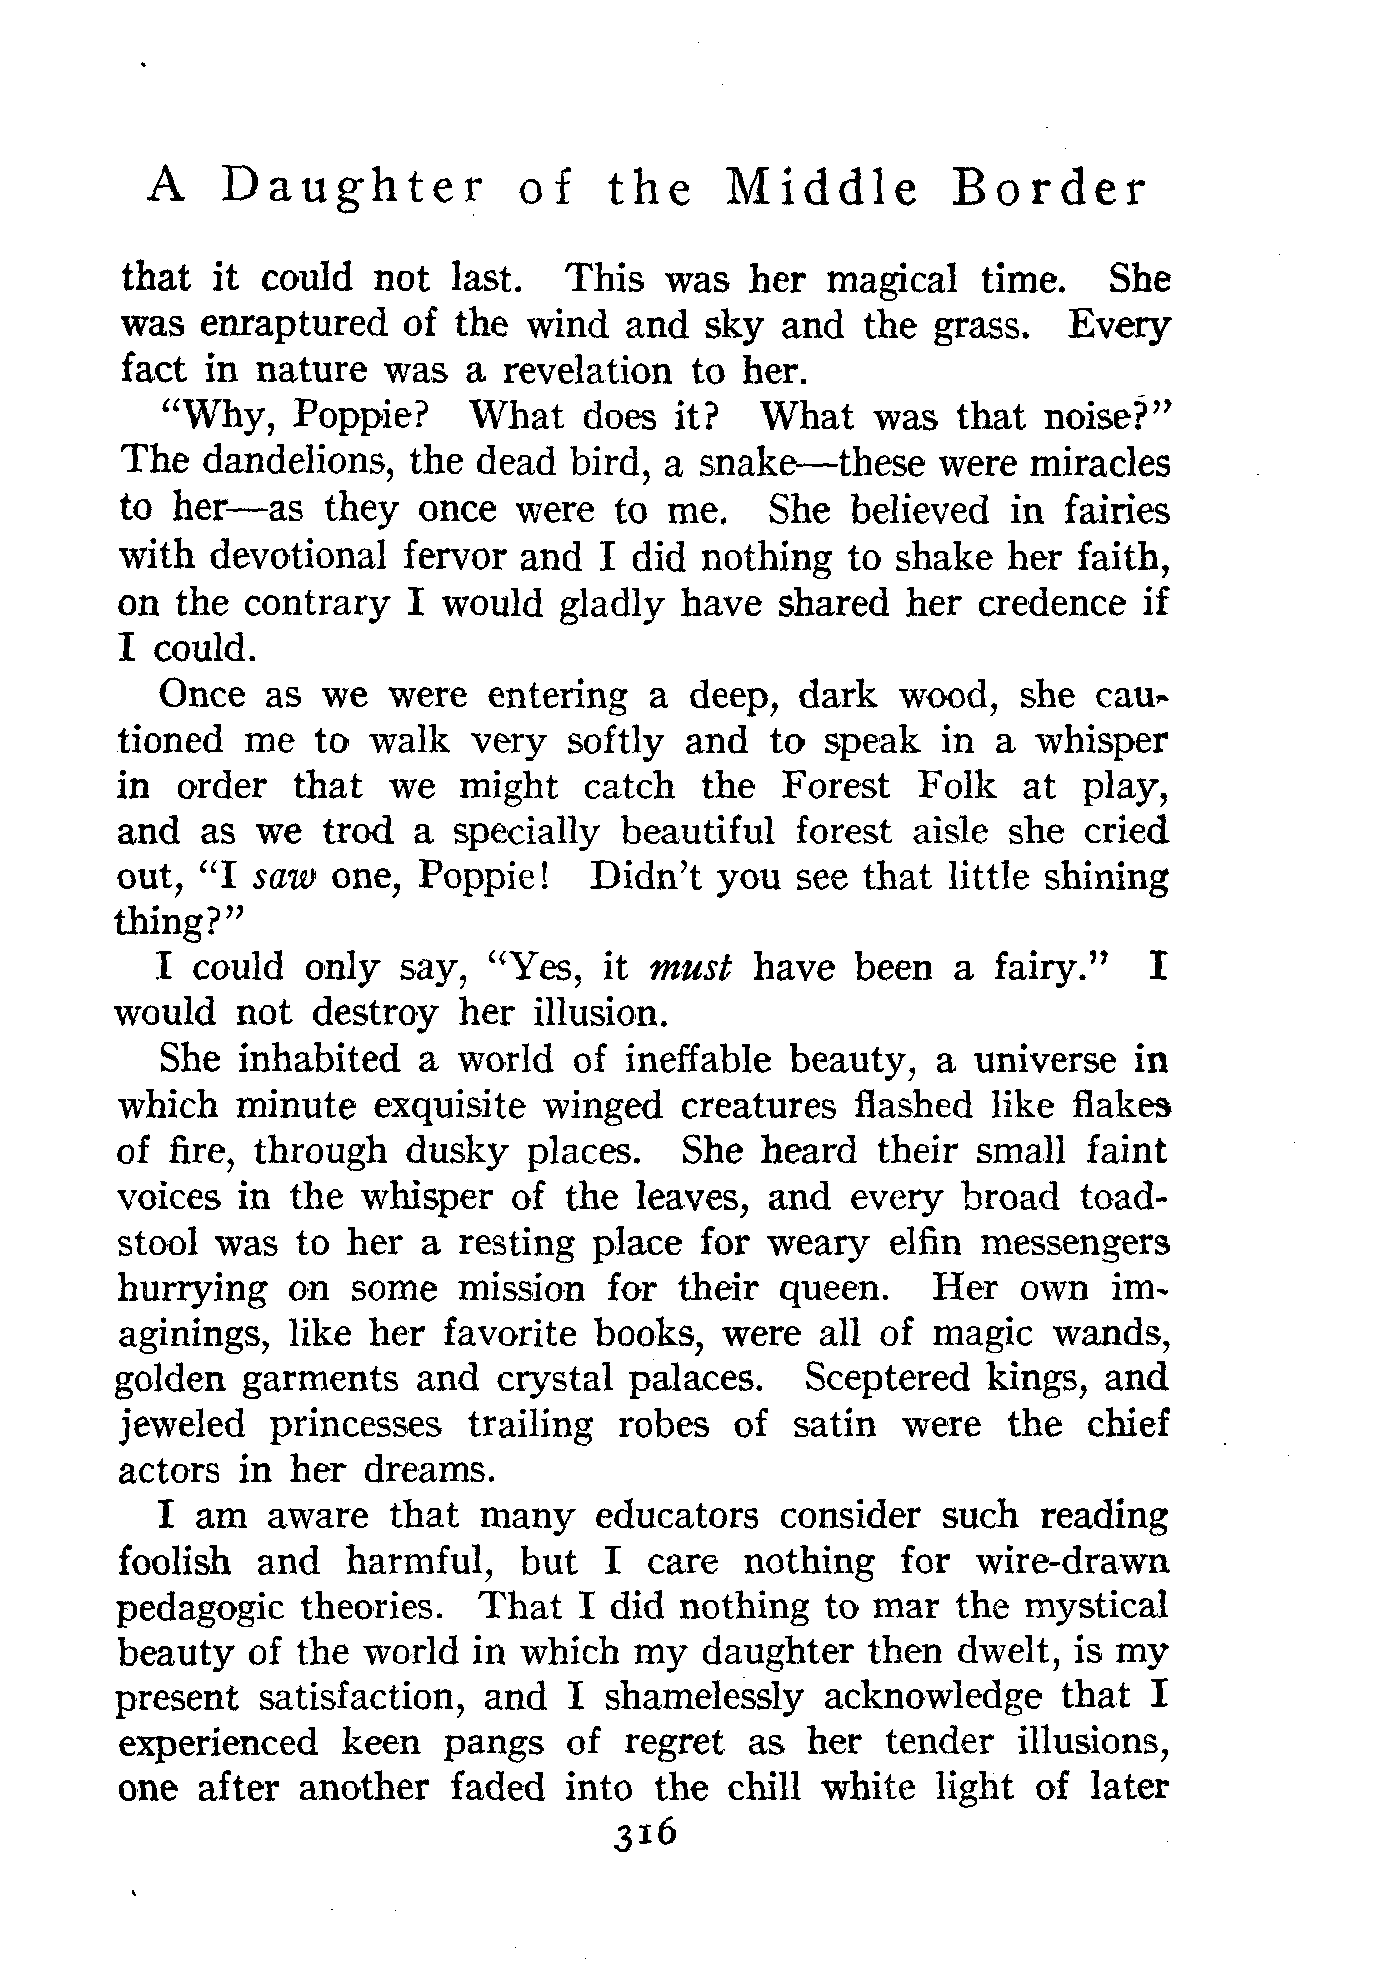 A Daughter of the Middle Border
that it could not last. This was her magical time. She
was enraptured of the wind and sky and the grass. Every
fact in nature was a revelation to her.
“Why, Poppie? What does it? What was that noise?”
The dandelions, the dead bird, a snake—these were miracles
to her—as they once were to me. She believed in fairies
with devotional fervor and I did nothing to shake her faith,
on the contrary I would gladly have shared her credence if
I could.
Once as we were entering a deep, dark wood, she cau-
tioned me to walk very softly and to speak in a whisper
in order that we might catch the Forest Folk at play,
and as we trod a specially beautiful forest aisle she cried
out, “I saw one, Poppie! Didn’t you see that little shining
thing?”
I could only say, “Yes, it must have been a fairy.” I
would not destroy her illusion.
She inhabited a world of ineffable beauty, a universe in
which minute exquisite winged creatures flashed like flakes
of fire, through dusky places. She heard their small faint
voices in the whisper of the leaves, and every broad toad-
stool was to her a resting place for weary elfin messengers
hurrying on some mission for their queen. Her own im-
aginings, like her favorite books, were all of magic wands,
golden garments and crystal palaces. Sceptered kings, and
jeweled princesses trailing robes of satin were the chief
actors in her dreams.
I am aware that many educators consider such reading
foolish and harmful, but I care nothing for wire-drawn
pedagogic theories. That I did nothing to mar the mystical
beauty of the world in which my daughter then dwelt, is my
present satisfaction, and I shamelessly acknowledge that I
experienced keen pangs of regret as her tender illusions,
one after another faded into the chill white light of later
316